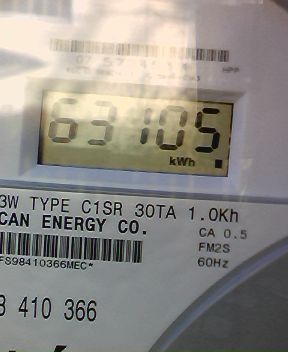 63105
kWh
3W TYPE C1SR 30TA 1.0Kh
CAN ENERGY CO.
CA 0.5
FM2S
FS98410366MEC*
60Hz
8 410 366